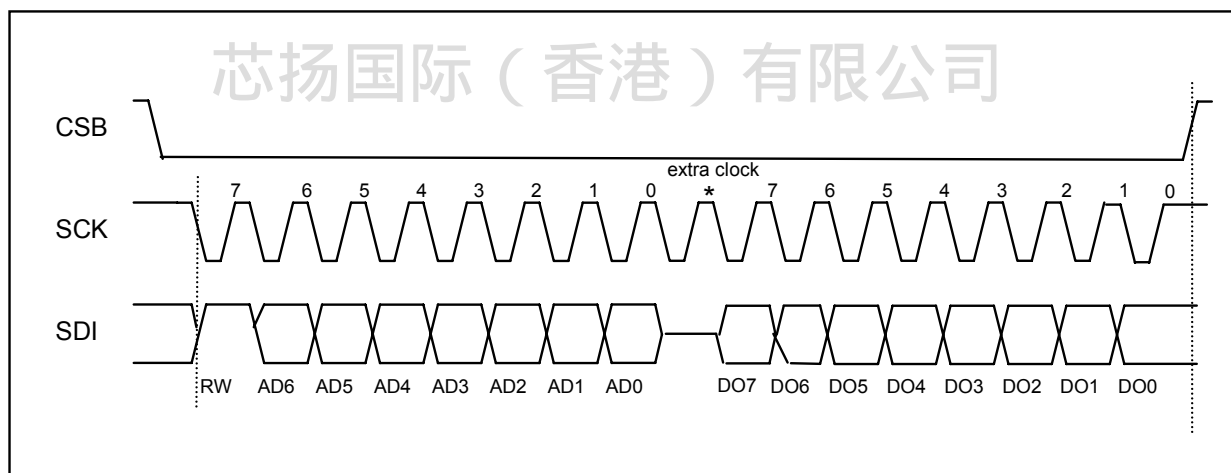 芯扬国际（香港）有限公司
CSB
extra clock
7 6 5 4 3 2 1 0 * 7 6 5 4 3 2 1 0
SCK
SDI
RW AD6 AD5 AD4 AD3 AD2 AD1 AD0 DO7 DO6 DO5 DO4 DO3 DO2 DO1 DO0